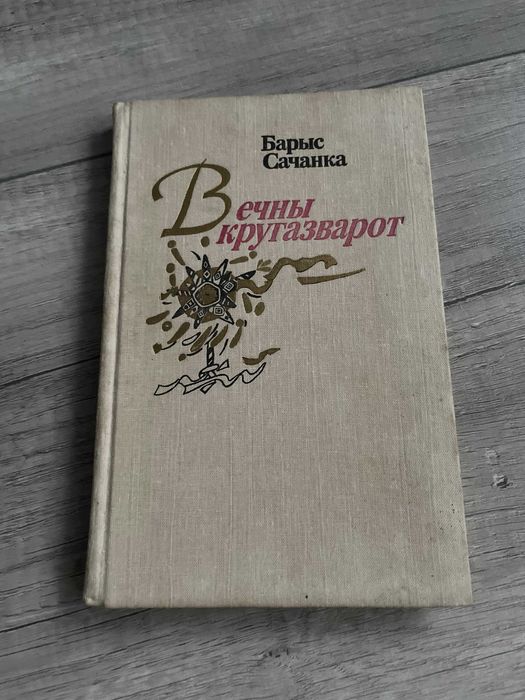 Барыс
Сачанка
Вечны
кругазварот